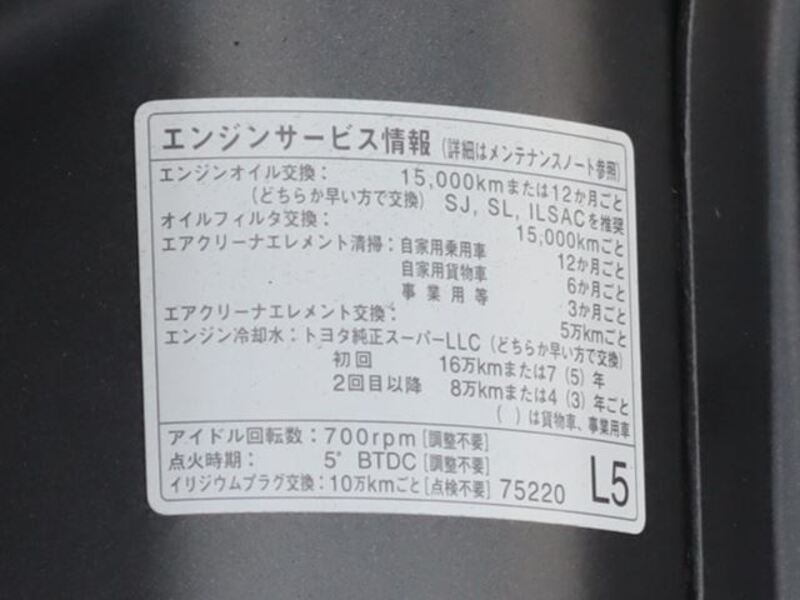 エンジンサービス情報 (詳細はメンテナンスノート参照)
エンジンオイル交換： 15,000kmまたは12か月ごと
(どちらか早い方で交換) SJ, SL, ILSACを推奨
オイルフィルタ交換： 15,000kmごと
エアクリーナエレメント清掃：自家用乗用車 12か月ごと
自家用貨物車 6か月ごと
事業用等 3か月ごと
エアクリーナエレメント交換： 5万kmごと
エンジン冷却水：トヨタ純正スーパーLLC (どちらか早い方で交換)
初回 16万kmまたは7 (5) 年
2回目以降 8万kmまたは4 (3) 年ごと
( ) は貨物車、事業用車
アイドル回転数：700rpm [調整不要]
点火時期： 5° BTDC [調整不要]
イリジウムプラグ交換：10万kmごと [点検不要] 75220 L5